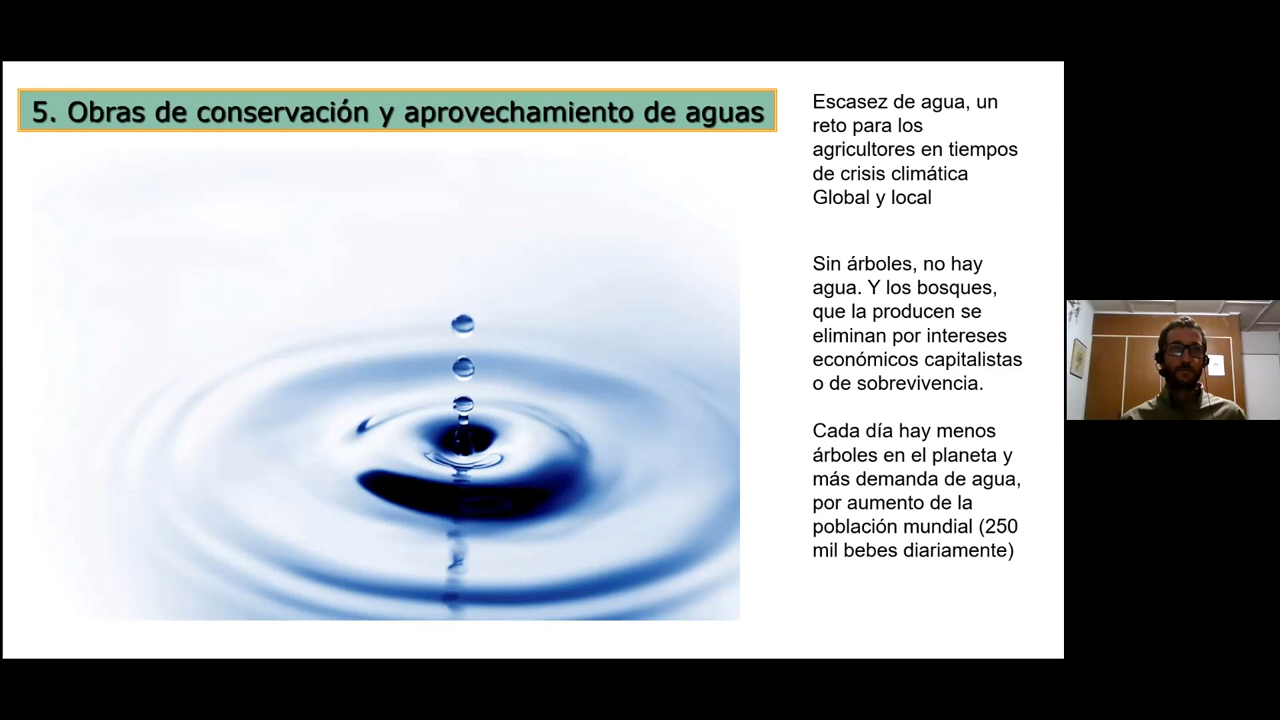 5. Obras de conservación y aprovechamiento de aguas
Escasez de agua, un
reto para los
agricultores en tiempos
de crisis climática
Global y local
Sin árboles, no hay
agua. Y los bosques,
que la producen se
eliminan por intereses
económicos capitalistas
o de sobrevivencia.
Cada día hay menos
árboles en el planeta y
más demanda de agua,
por aumento de la
población mundial (250
mil bebes diariamente)